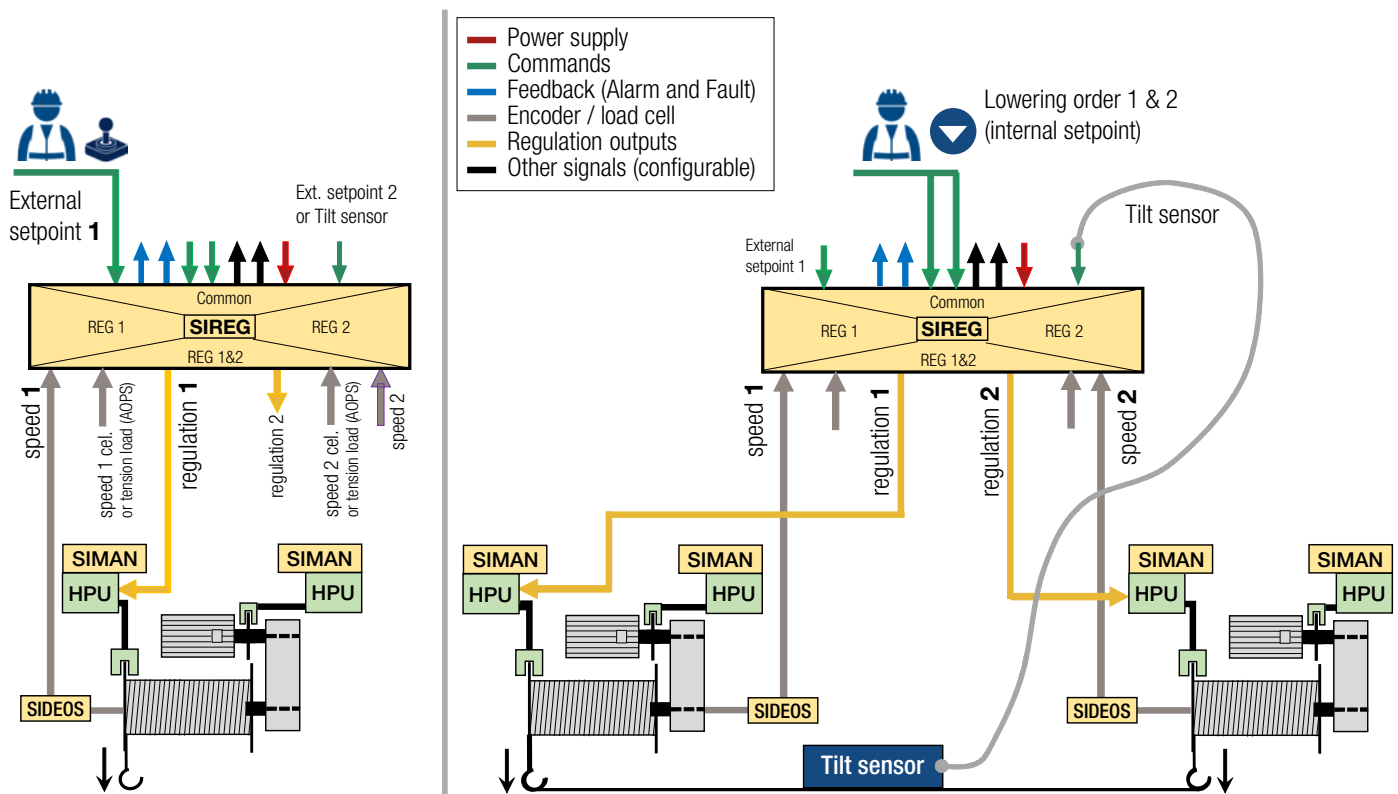 Power supply
Commands
Feedback (Alarm and Fault)
Encoder / load cell
Regulation outputs
Other signals (configurable)
External
setpoint 1
Ext. setpoint 2
or Tilt sensor
Common
REG 1
SIREG
REG 2
REG 1&2
speed 1
speed 1 cel.
or tension load (AOPS)
regulation 1
regulation 2
speed 2 cel.
or tension load (AOPS)
speed 2
SIMAN
HPU
SIMAN
HPU
SIDEOS
Lowering order 1 & 2
(internal setpoint)
Tilt sensor
External
setpoint 1
Common
REG 1
SIREG
REG 2
REG 1&2
speed 1
regulation 1
regulation 2
speed 2
SIMAN
HPU
SIMAN
HPU
SIDEOS
SIMAN
HPU
SIMAN
HPU
SIDEOS
Tilt sensor